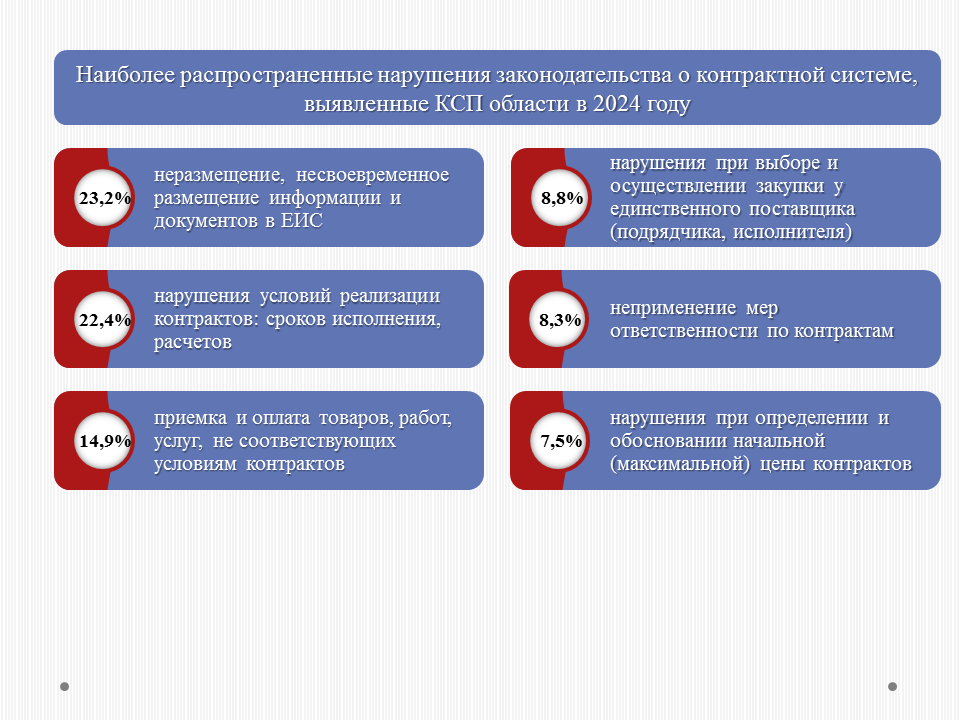 Наиболее распространенные нарушения законодательства о контрактной системе,
выявленные КСП области в 2024 году
23,2%
неразмещение, несвоевременное
размещение информации и
документов в ЕИС
8,8%
нарушения при выборе и
осуществлении закупки у
единственного поставщика
(подрядчика, исполнителя)
22,4%
нарушения условий реализации
контрактов: сроков исполнения,
расчетов
8,3%
неприменение мер
ответственности по контрактам
14,9%
приемка и оплата товаров, работ,
услуг, не соответствующих
условиям контрактов
7,5%
нарушения при определении и
обосновании начальной
(максимальной) цены контрактов